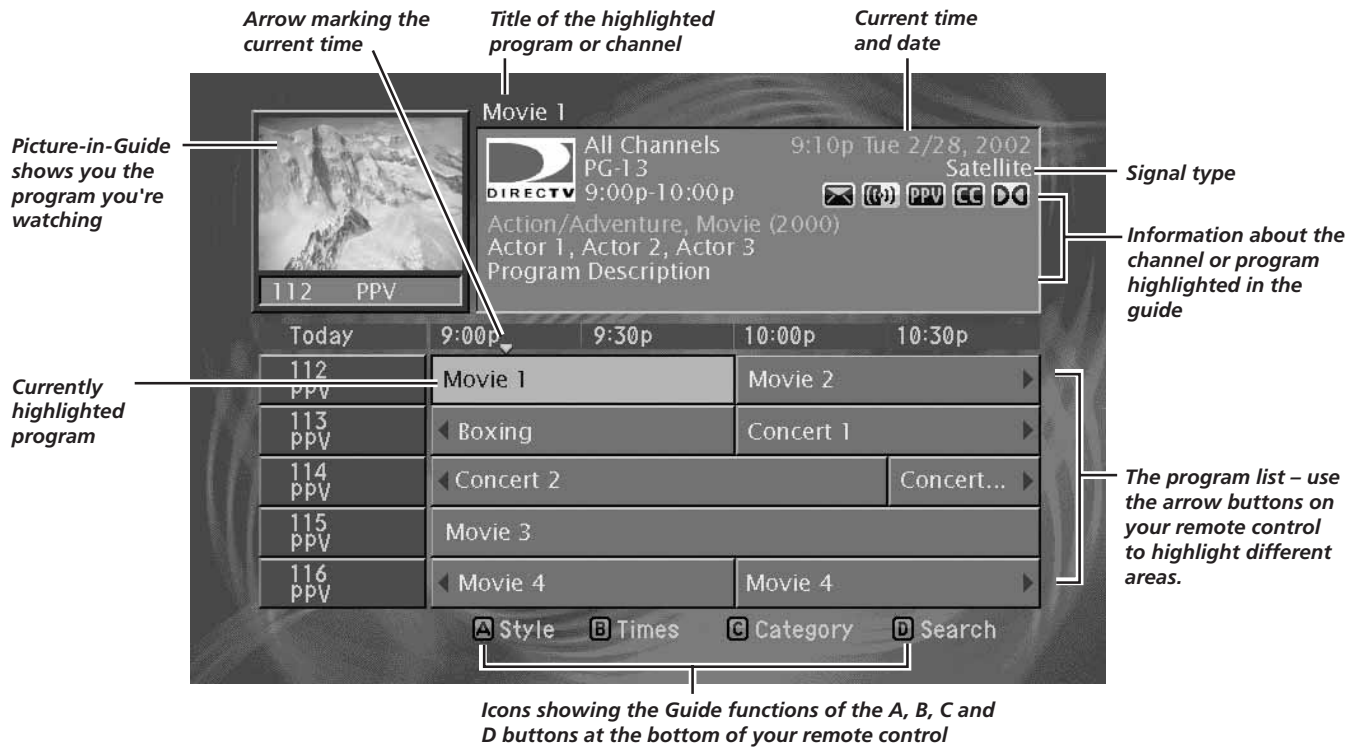 Arrow marking the
current time
Title of the highlighted
program or channel
Current time
and date
Picture-in-Guide
shows you the
program you're
watching
Movie 1
DIRECTV
All Channels
PG-13
9:00p-10:00p
9:10p Tue 2/28, 2002
Satellite
((G))
PPV
CC
Action/Adventure, Movie (2000)
Actor 1, Actor 2, Actor 3
Program Description
Signal type
Information about the
channel or program
highlighted in the
guide
112 PPV
Today 9:00p 9:30p 10:00p 10:30p
Currently
highlighted
program
112
PPV
Movie 1
Movie 2
113
PPV
Boxing
Concert 1
114
PPV
Concert 2
Concert...
115
PPV
Movie 3
116
PPV
Movie 4
Movie 4
The program list – use
the arrow buttons on
your remote control
to highlight different
areas.
A Style B Times C Category D Search
Icons showing the Guide functions of the A, B, C and
D buttons at the bottom of your remote control